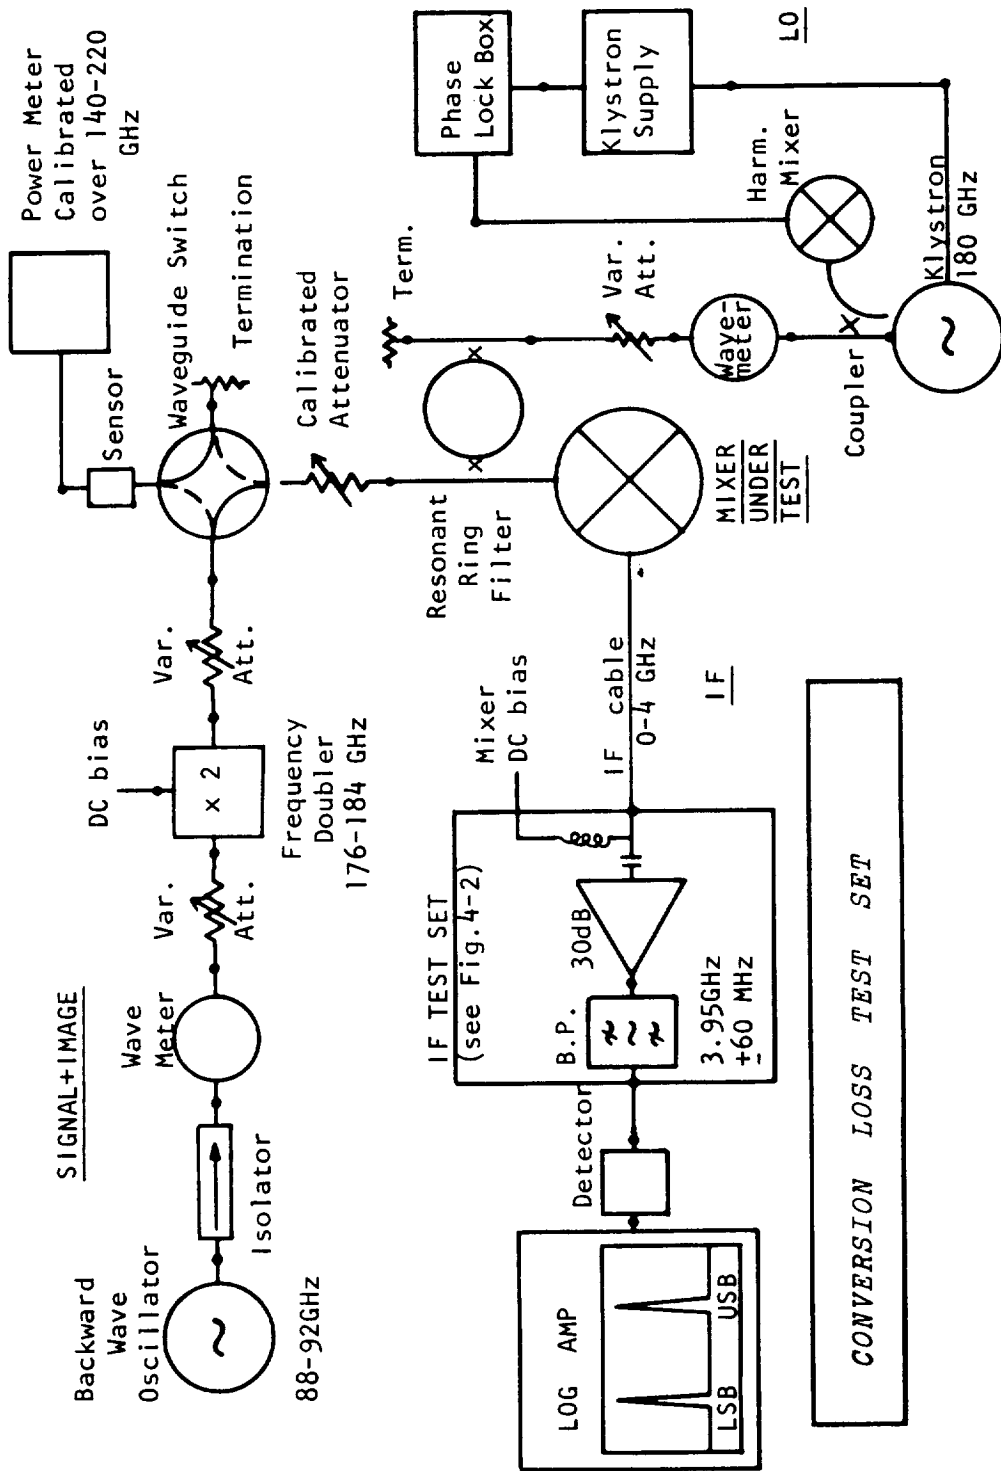 SIGNAL+IMAGE
Backward
Wave
Oscillator
88-92GHz
Isolator
Wave
Meter
Var.
Att.
DC bias
x 2
Frequency
Doubler
176-184 GHz
Var.
Att.
Sensor
Power Meter
Calibrated
over 140-220
GHz
Waveguide Switch
Termination
Calibrated
Attenuator
Resonant
Ring
Filter
Term.
Var.
Att.
Wave-
meter
Coupler
Harm.
Mixer
Phase
Lock Box
Klystron
Supply
LO
Klystron
180 GHz
MIXER
UNDER
TEST
Mixer
DC bias
IF cable
0-4 GHz
IF
IF TEST SET
(see Fig.4-2)
30dB
B.P.
3.95GHz
±60 MHz
Detector
LOG AMP
LSB USB
CONVERSION LOSS TEST SET